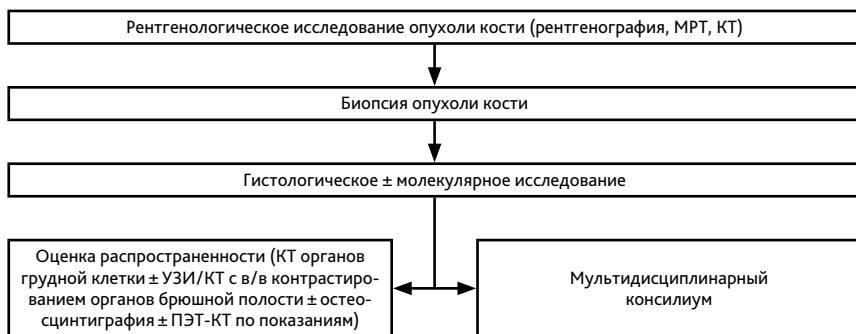 Рентгенологическое исследование опухоли кости (рентгенография, МРТ, КТ)
Биопсия опухоли кости
Гистологическое ± молекулярное исследование
Оценка распространенности (КТ органов
грудной клетки ± УЗИ/КТ с в/в контрастиро-
ванием органов брюшной полости ± остео-
сцинтиграфия ± ПЭТ-КТ по показаниям)
Мультидисциплинарный
консилиум